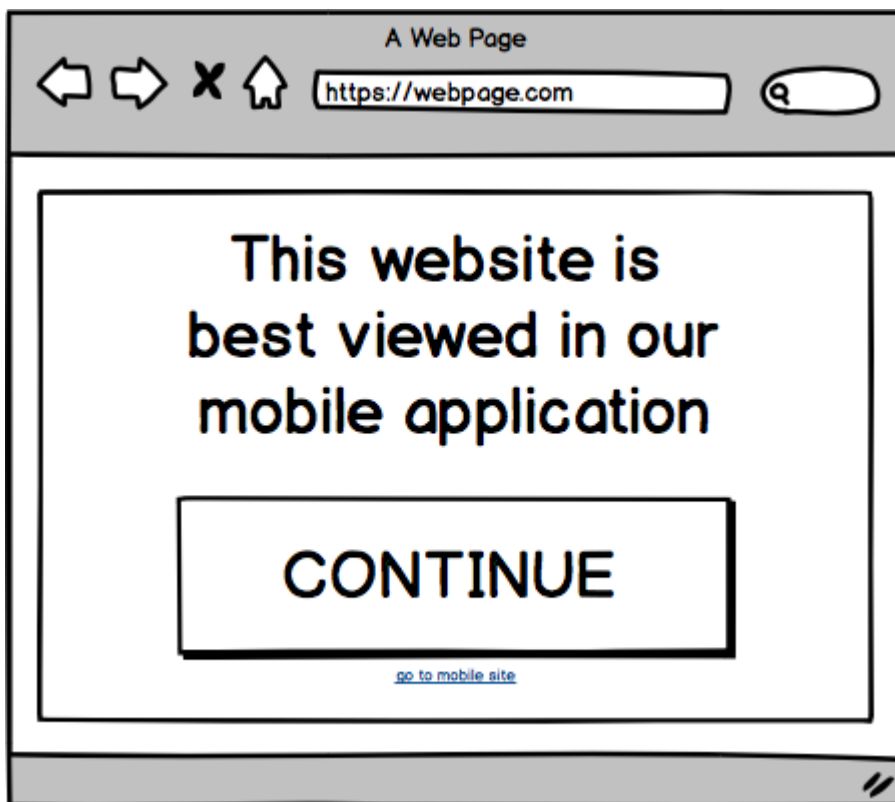 A Web Page
https://webpage.com
This website is
best viewed in our
mobile application
CONTINUE
go to mobile site